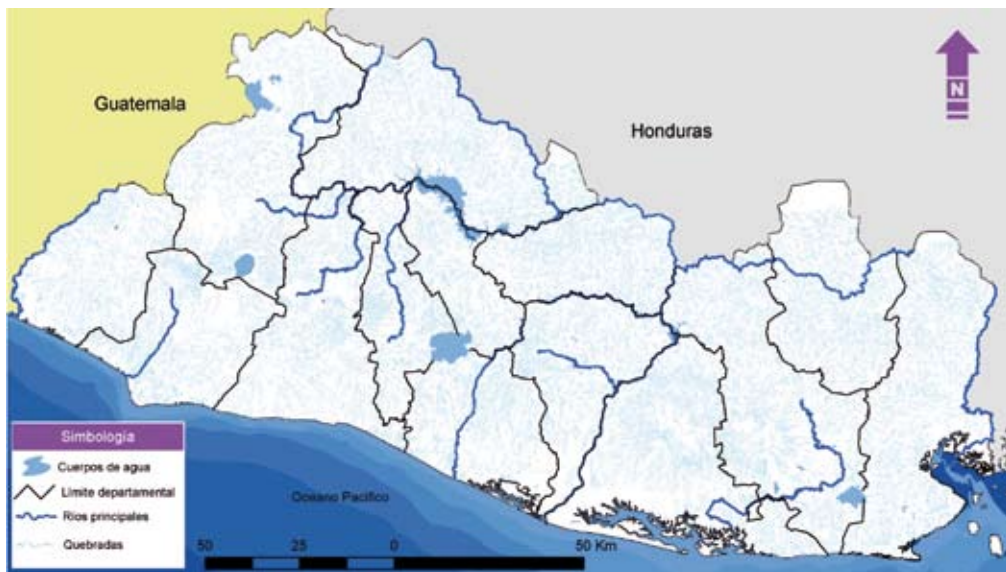 Guatemala
Honduras
N
Simbología
Cuerpos de agua
Límite departamental
Ríos principales
Quebradas
Océano Pacífico
50 25 0 50 Km